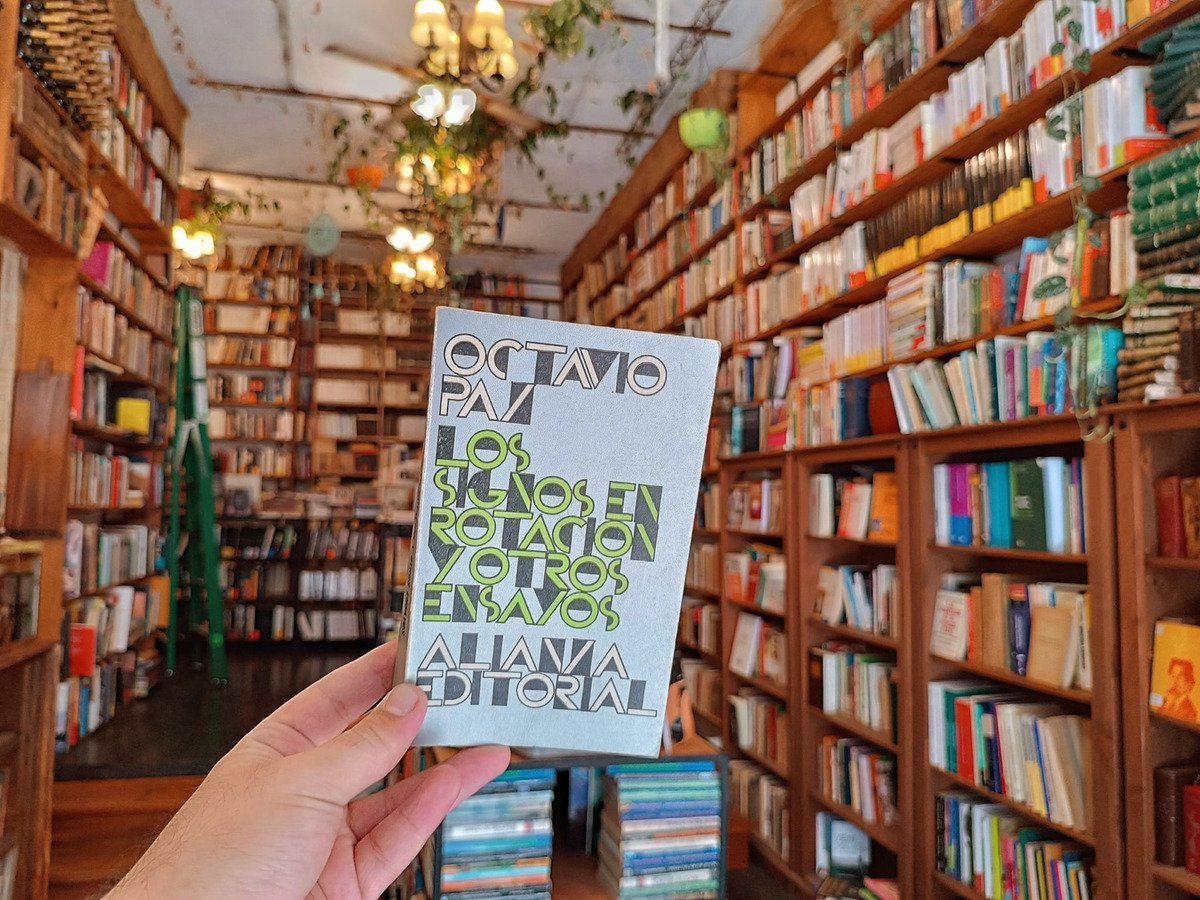 OCTAVIO
PAZ
LOS
SIGNOS EN
ROTACION
Y OTROS
ENSAYOS
ALIANZA
EDITORIAL